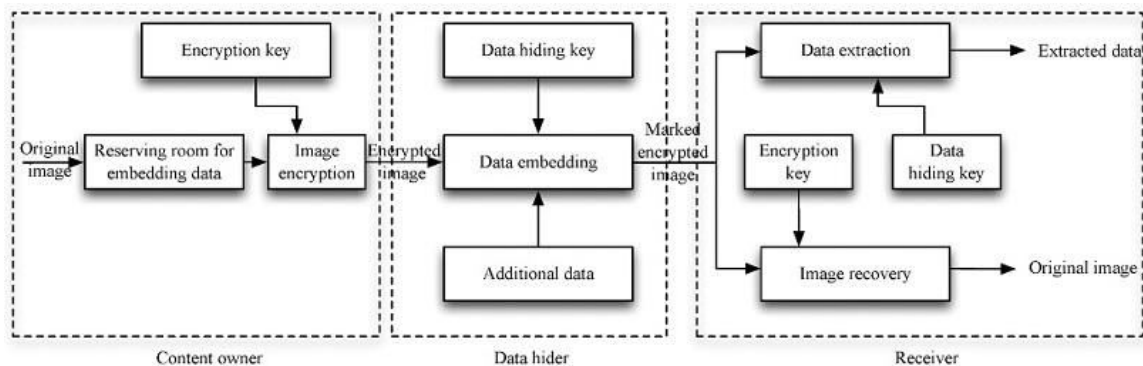 Encryption key
Original
image
Reserving room for
embedding data
Image
encryption
Encrypted
image
Content owner
Data hiding key
Data embedding
Additional data
Data hider
Marked
encrypted
image
Data extraction
Extracted data
Encryption
key
Data
hiding key
Image recovery
Original image
Receiver